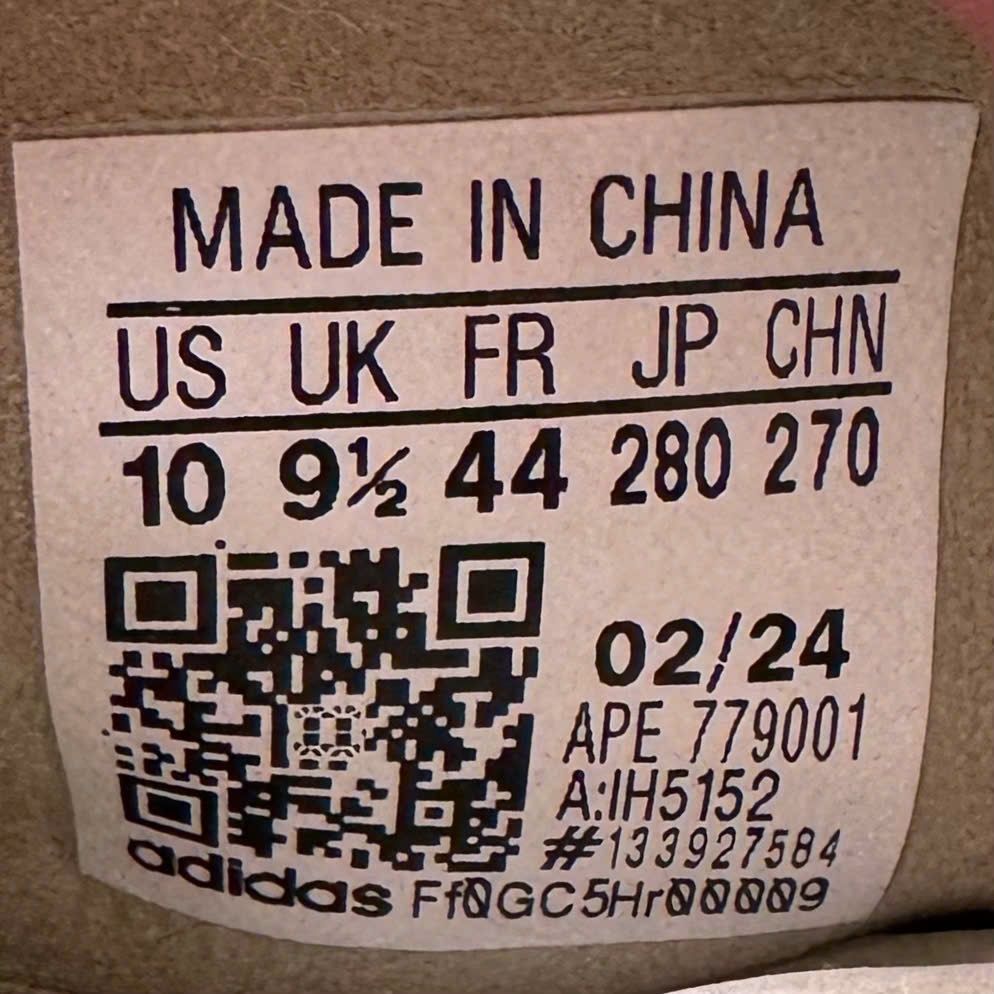 MADE IN CHINA
US UK FR JP CHN
10 9½ 44 280 270
02/24
APE 779001
A:IH5152
#133927584
adidas Ff0GC5Hr00009